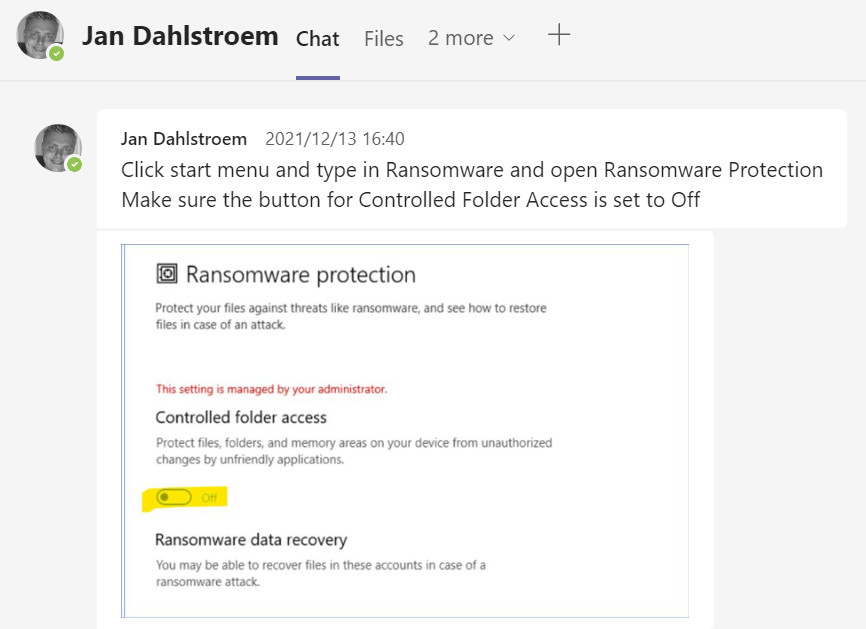 Jan Dahlstroem Chat Files 2 more
Jan Dahlstroem 2021/12/13 16:40
Click start menu and type in Ransomware and open Ransomware Protection
Make sure the button for Controlled Folder Access is set to Off
Ransomware protection
Protect your files against threats like ransomware, and see how to restore
files in case of an attack.
This setting is managed by your administrator.
Controlled folder access
Protect files, folders, and memory areas on your device from unauthorized
changes by unfriendly applications.
Off
Ransomware data recovery
You may be able to recover files in these accounts in case of a
ransomware attack.